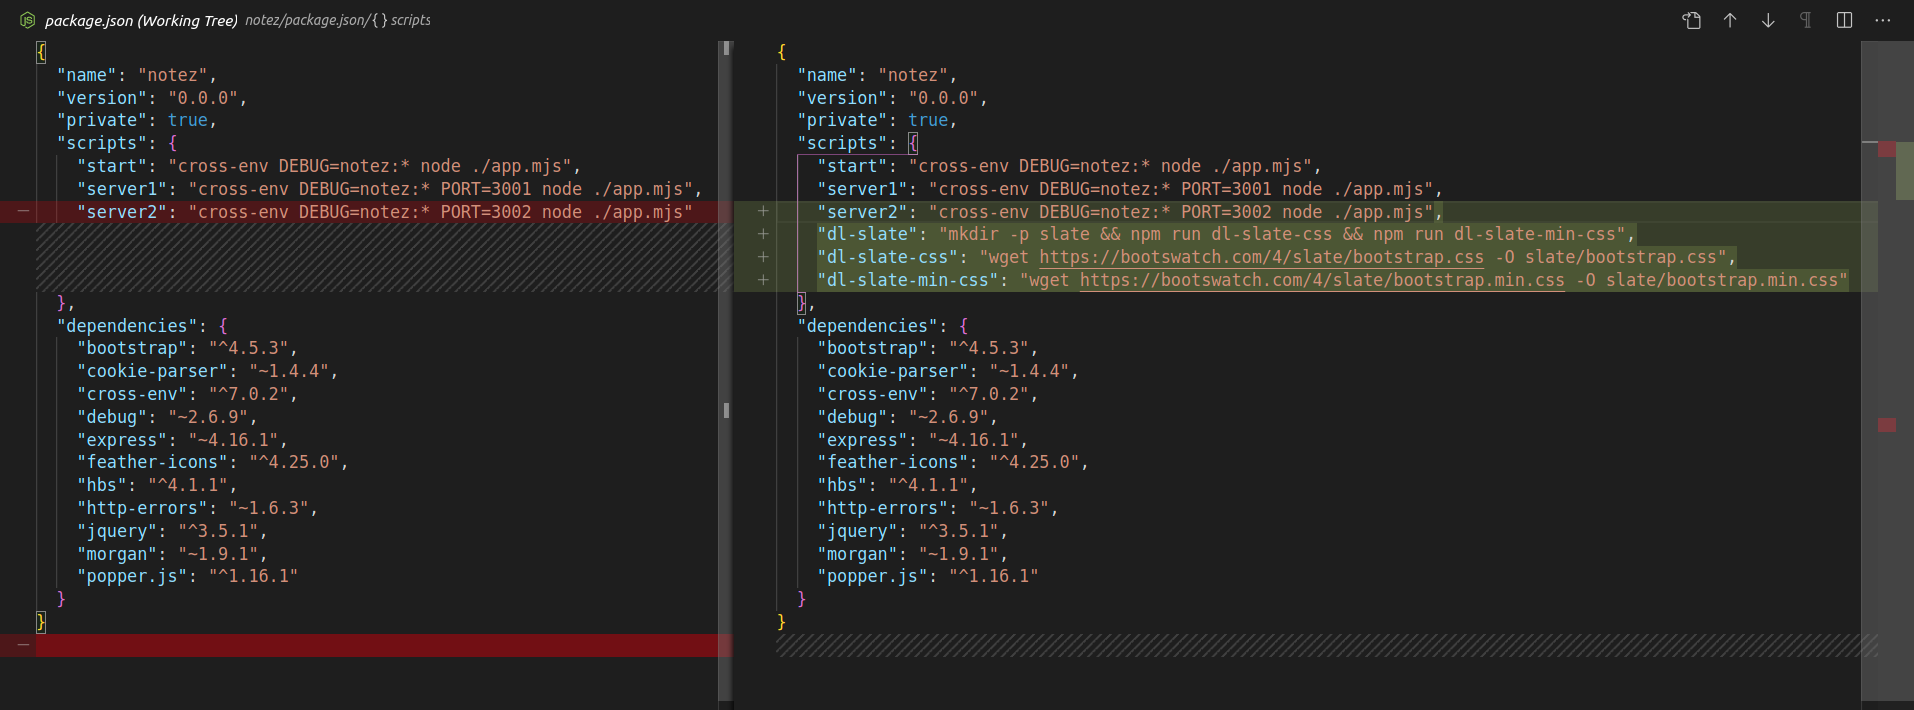 package.json (Working Tree) notez/package.json/{ } scripts
{
  "name": "notez",
  "version": "0.0.0",
  "private": true,
  "scripts": {
    "start": "cross-env DEBUG=notez:* node ./app.mjs",
    "server1": "cross-env DEBUG=notez:* PORT=3001 node ./app.mjs",
    "server2": "cross-env DEBUG=notez:* PORT=3002 node ./app.mjs"
  },
  "dependencies": {
    "bootstrap": "^4.5.3",
    "cookie-parser": "~1.4.4",
    "cross-env": "^7.0.2",
    "debug": "~2.6.9",
    "express": "~4.16.1",
    "feather-icons": "^4.25.0",
    "hbs": "^4.1.1",
    "http-errors": "~1.6.3",
    "jquery": "^3.5.1",
    "morgan": "~1.9.1",
    "popper.js": "^1.16.1"
  }
}
{
  "name": "notez",
  "version": "0.0.0",
  "private": true,
  "scripts": {
    "start": "cross-env DEBUG=notez:* node ./app.mjs",
    "server1": "cross-env DEBUG=notez:* PORT=3001 node ./app.mjs",
    "server2": "cross-env DEBUG=notez:* PORT=3002 node ./app.mjs",
    "dl-slate": "mkdir -p slate && npm run dl-slate-css && npm run dl-slate-min-css",
    "dl-slate-css": "wget https://bootswatch.com/4/slate/bootstrap.css -O slate/bootstrap.css",
    "dl-slate-min-css": "wget https://bootswatch.com/4/slate/bootstrap.min.css -O slate/bootstrap.min.css"
  },
  "dependencies": {
    "bootstrap": "^4.5.3",
    "cookie-parser": "~1.4.4",
    "cross-env": "^7.0.2",
    "debug": "~2.6.9",
    "express": "~4.16.1",
    "feather-icons": "^4.25.0",
    "hbs": "^4.1.1",
    "http-errors": "~1.6.3",
    "jquery": "^3.5.1",
    "morgan": "~1.9.1",
    "popper.js": "^1.16.1"
  }
}